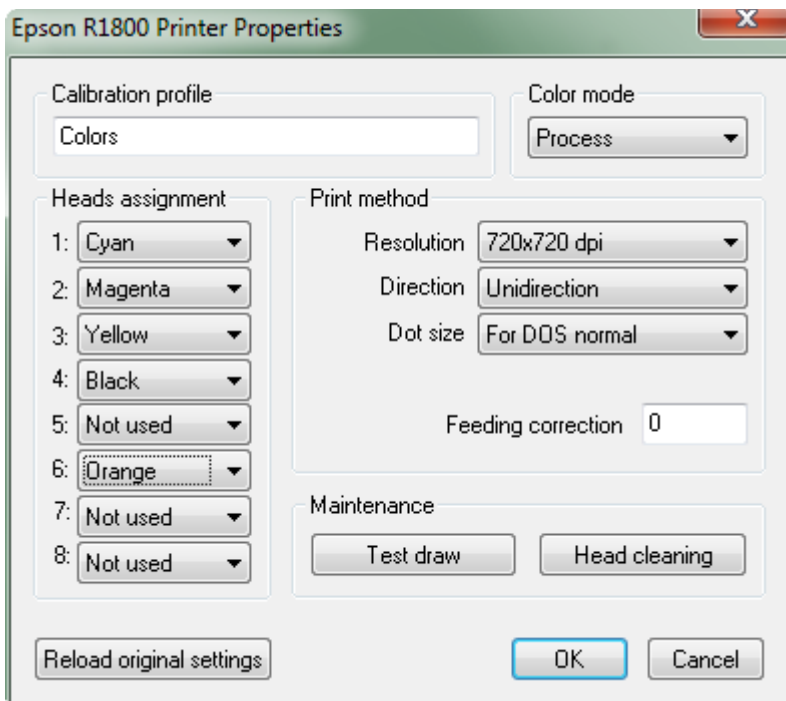 Epson R1800 Printer Properties
Calibration profile
Colors
Color mode
Process
Heads assignment
1: Cyan
2: Magenta
3: Yellow
4: Black
5: Not used
6: Orange
7: Not used
8: Not used
Print method
Resolution 720x720 dpi
Direction Unidirection
Dot size For DOS normal
Feeding correction 0
Maintenance
Test draw Head cleaning
Reload original settings OK Cancel